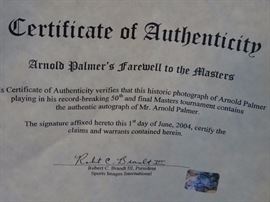 Certificate of Authenticity
Arnold Palmer's Farewell to the Masters
s Certificate of Authenticity verifies that this historic photograph of Arnold Palmer
playing in his record-breaking 50th and final Masters tournament contains
the authentic autograph of Mr. Arnold Palmer.
The signature affixed hereto this 1st day of June, 2004, certify the
claims and warrants contained herein.
Robert C. Brandt III
Robert C. Brandt III, President
Sports Images International